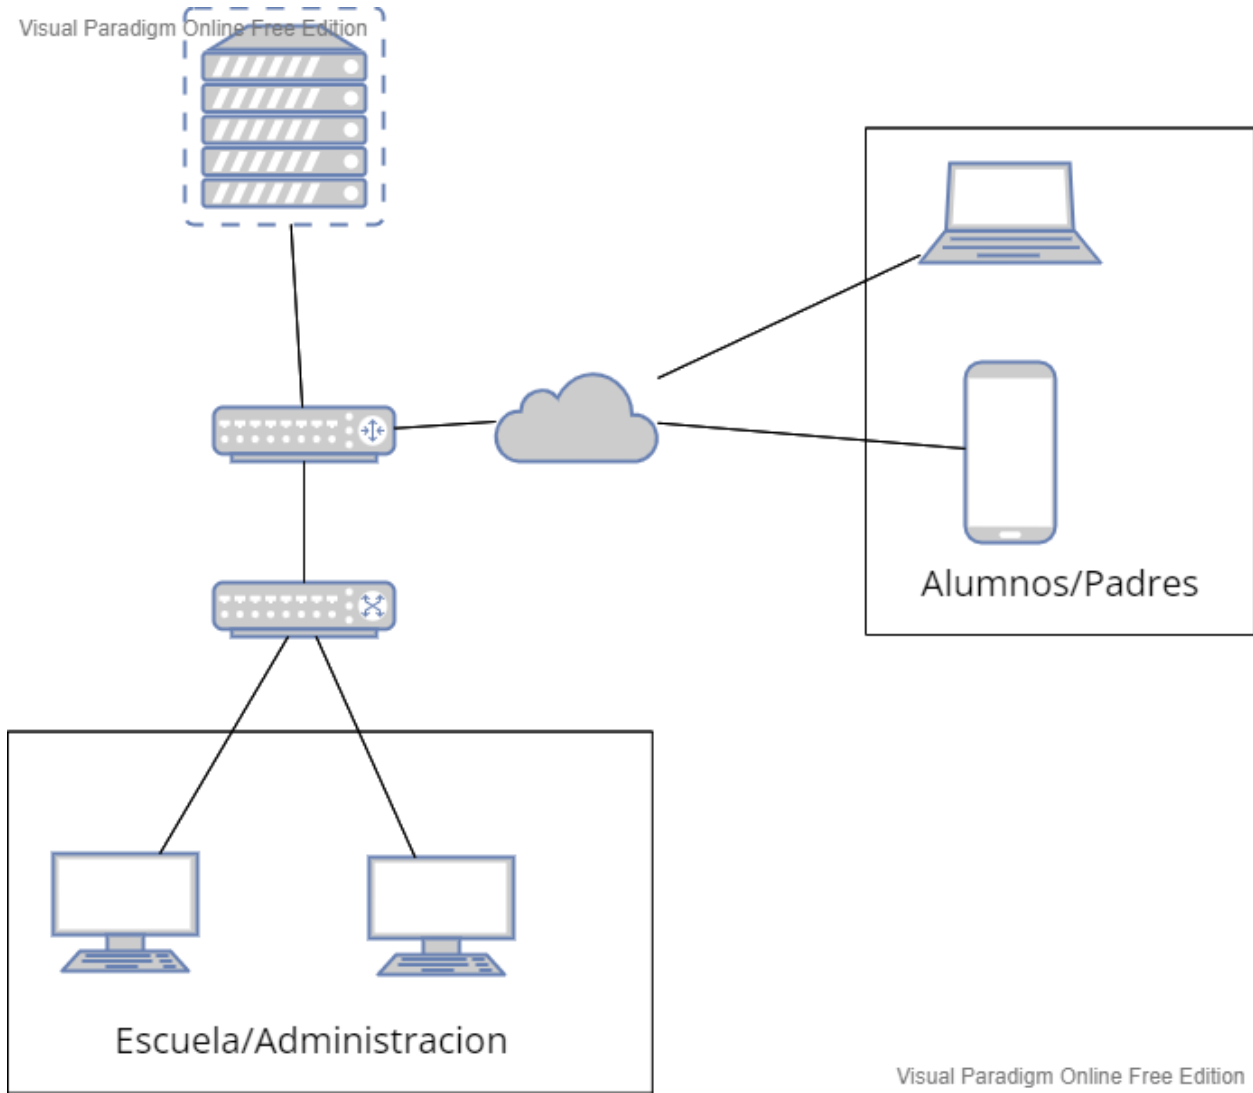 Visual Paradigm Online Free Edition
Alumnos/Padres
Escuela/Administracion
Visual Paradigm Online Free Edition